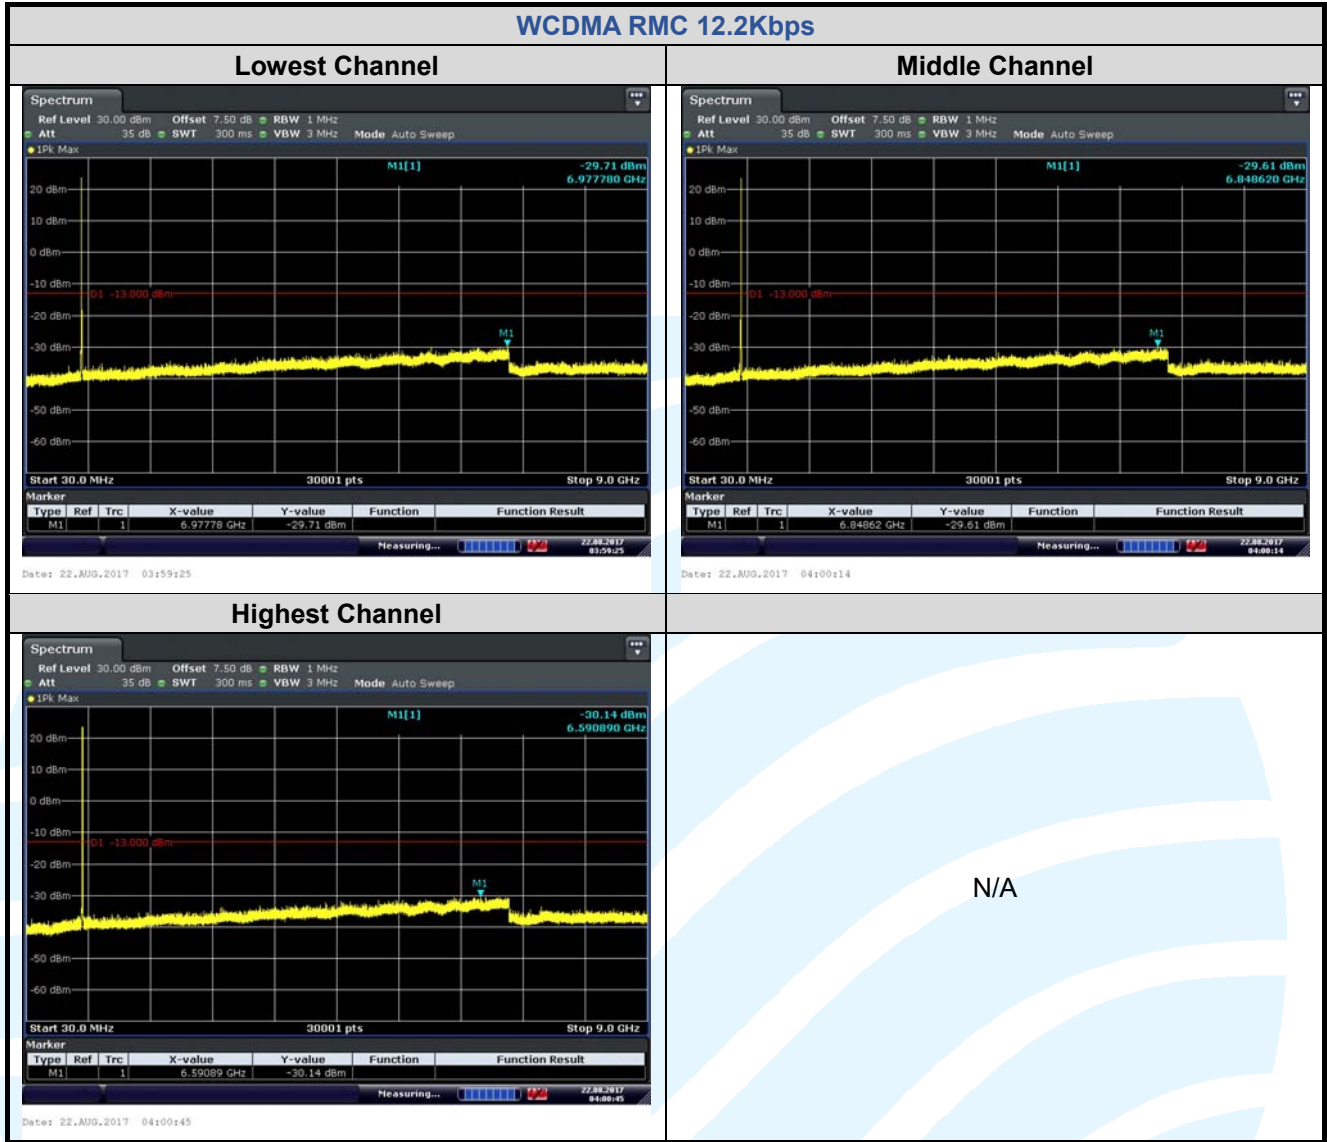 WCDMA RMC 12.2Kbps
Lowest Channel
Spectrum
Ref Level 30.00 dBm Offset 7.50 dB RBW 1 MHz
Att 35 dB SWT 300 ms VBW 3 MHz Mode Auto Sweep
1Pk Max
M1[1] -29.71 dBm
6.977780 GHz
20 dBm
10 dBm
0 dBm
-10 dBm
D1 -13.000 dBm
-20 dBm
M1
-30 dBm
-50 dBm
-60 dBm
Start 30.0 MHz 30001 pts Stop 9.0 GHz
Marker
Type Ref Trc X-value Y-value Function Function Result
M1 1 6.97778 GHz -29.71 dBm
Measuring... 22.08.2017
03:59:25
Date: 22.AUG.2017 03:59:25
Middle Channel
Spectrum
Ref Level 30.00 dBm Offset 7.50 dB RBW 1 MHz
Att 35 dB SWT 300 ms VBW 3 MHz Mode Auto Sweep
1Pk Max
M1[1] -29.61 dBm
6.848620 GHz
20 dBm
10 dBm
0 dBm
-10 dBm
D1 -13.000 dBm
-20 dBm
M1
-30 dBm
-50 dBm
-60 dBm
Start 30.0 MHz 30001 pts Stop 9.0 GHz
Marker
Type Ref Trc X-value Y-value Function Function Result
M1 1 6.84862 GHz -29.61 dBm
Measuring... 22.08.2017
04:00:14
Date: 22.AUG.2017 04:00:14
Highest Channel
Spectrum
Ref Level 30.00 dBm Offset 7.50 dB RBW 1 MHz
Att 35 dB SWT 300 ms VBW 3 MHz Mode Auto Sweep
1Pk Max
M1[1] -30.14 dBm
6.590890 GHz
20 dBm
10 dBm
0 dBm
-10 dBm
D1 -13.000 dBm
-20 dBm
M1
-30 dBm
-50 dBm
-60 dBm
Start 30.0 MHz 30001 pts Stop 9.0 GHz
Marker
Type Ref Trc X-value Y-value Function Function Result
M1 1 6.59089 GHz -30.14 dBm
Measuring... 22.08.2017
04:00:45
Date: 22.AUG.2017 04:00:45
N/A